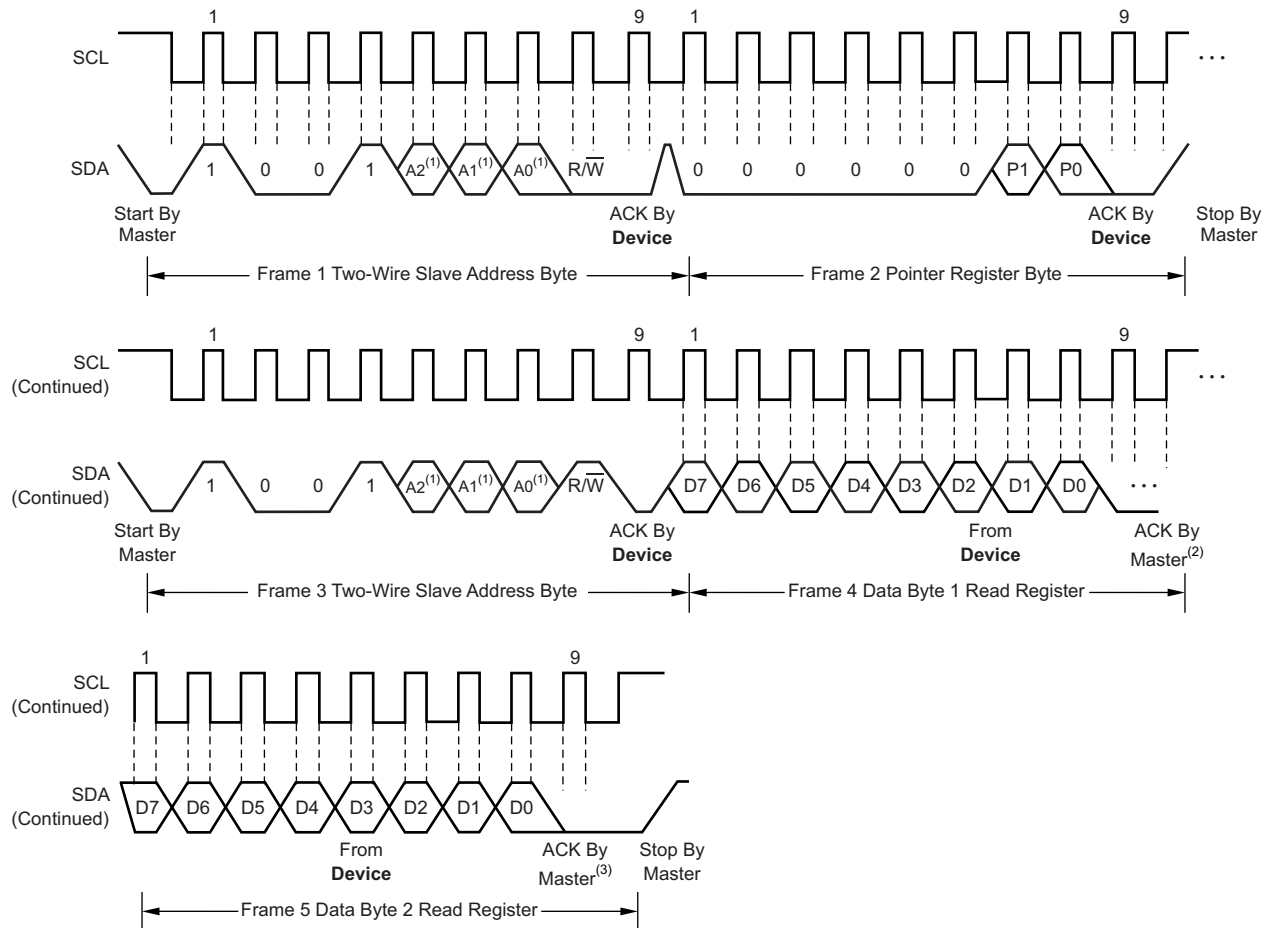 1 9 1 9
SCL
...
SDA
1 0 0 1 A2(1) A1(1) A0(1) R/W 0 0 0 0 0 0 P1 P0
Start By
Master
ACK By
Device
ACK By
Device
Stop By
Master
Frame 1 Two-Wire Slave Address Byte
Frame 2 Pointer Register Byte
1 9 1 9
SCL
(Continued)
...
SDA
(Continued)
1 0 0 1 A2(1) A1(1) A0(1) R/W D7 D6 D5 D4 D3 D2 D1 D0 ...
Start By
Master
ACK By
Device
From
Device
ACK By
Master(2)
Frame 3 Two-Wire Slave Address Byte
Frame 4 Data Byte 1 Read Register
1 9
SCL
(Continued)
SDA
(Continued)
D7 D6 D5 D4 D3 D2 D1 D0
From
Device
ACK By
Master(3)
Stop By
Master
Frame 5 Data Byte 2 Read Register